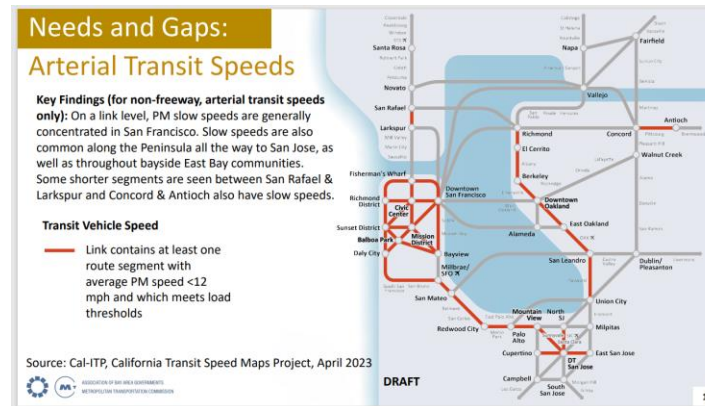 Needs and Gaps:
Arterial Transit Speeds
Key Findings (for non-freeway, arterial transit speeds
only): On a link level, PM slow speeds are generally
concentrated in San Francisco. Slow speeds are also
common along the Peninsula all the way to San Jose, as
well as throughout bayside East Bay communities.
Some shorter segments are seen between San Rafael &
Larkspur and Concord & Antioch also have slow speeds.
Transit Vehicle Speed
Link contains at least one
route segment with
average PM speed <12
mph and which meets load
thresholds
Source: Cal-ITP, California Transit Speed Maps Project, April 2023
ASSOCIATION OF BAY AREA GOVERNMENTS
METROPOLITAN TRANSPORTATION COMMISSION
Santa Rosa
Napa
Fairfield
Novato
Vallejo
San Rafael
Antioch
Larkspur
Richmond
Concord
El Cerrito
Walnut Creek
Fisherman's Wharf
Berkeley
Richmond
District
Civic
Center
Downtown
San Francisco
Downtown
Oakland
Sunset District
Mission
District
Alameda
East Oakland
Balboa Park
Daly City
Bayview
San Leandro
Dublin/
Pleasanton
Millbrae/
SFO
San Mateo
Union City
Redwood City
Mountain
View
North
SJ
Palo
Alto
Milpitas
Cupertino
DT
San Jose
East San Jose
Campbell
South
San Jose
DRAFT